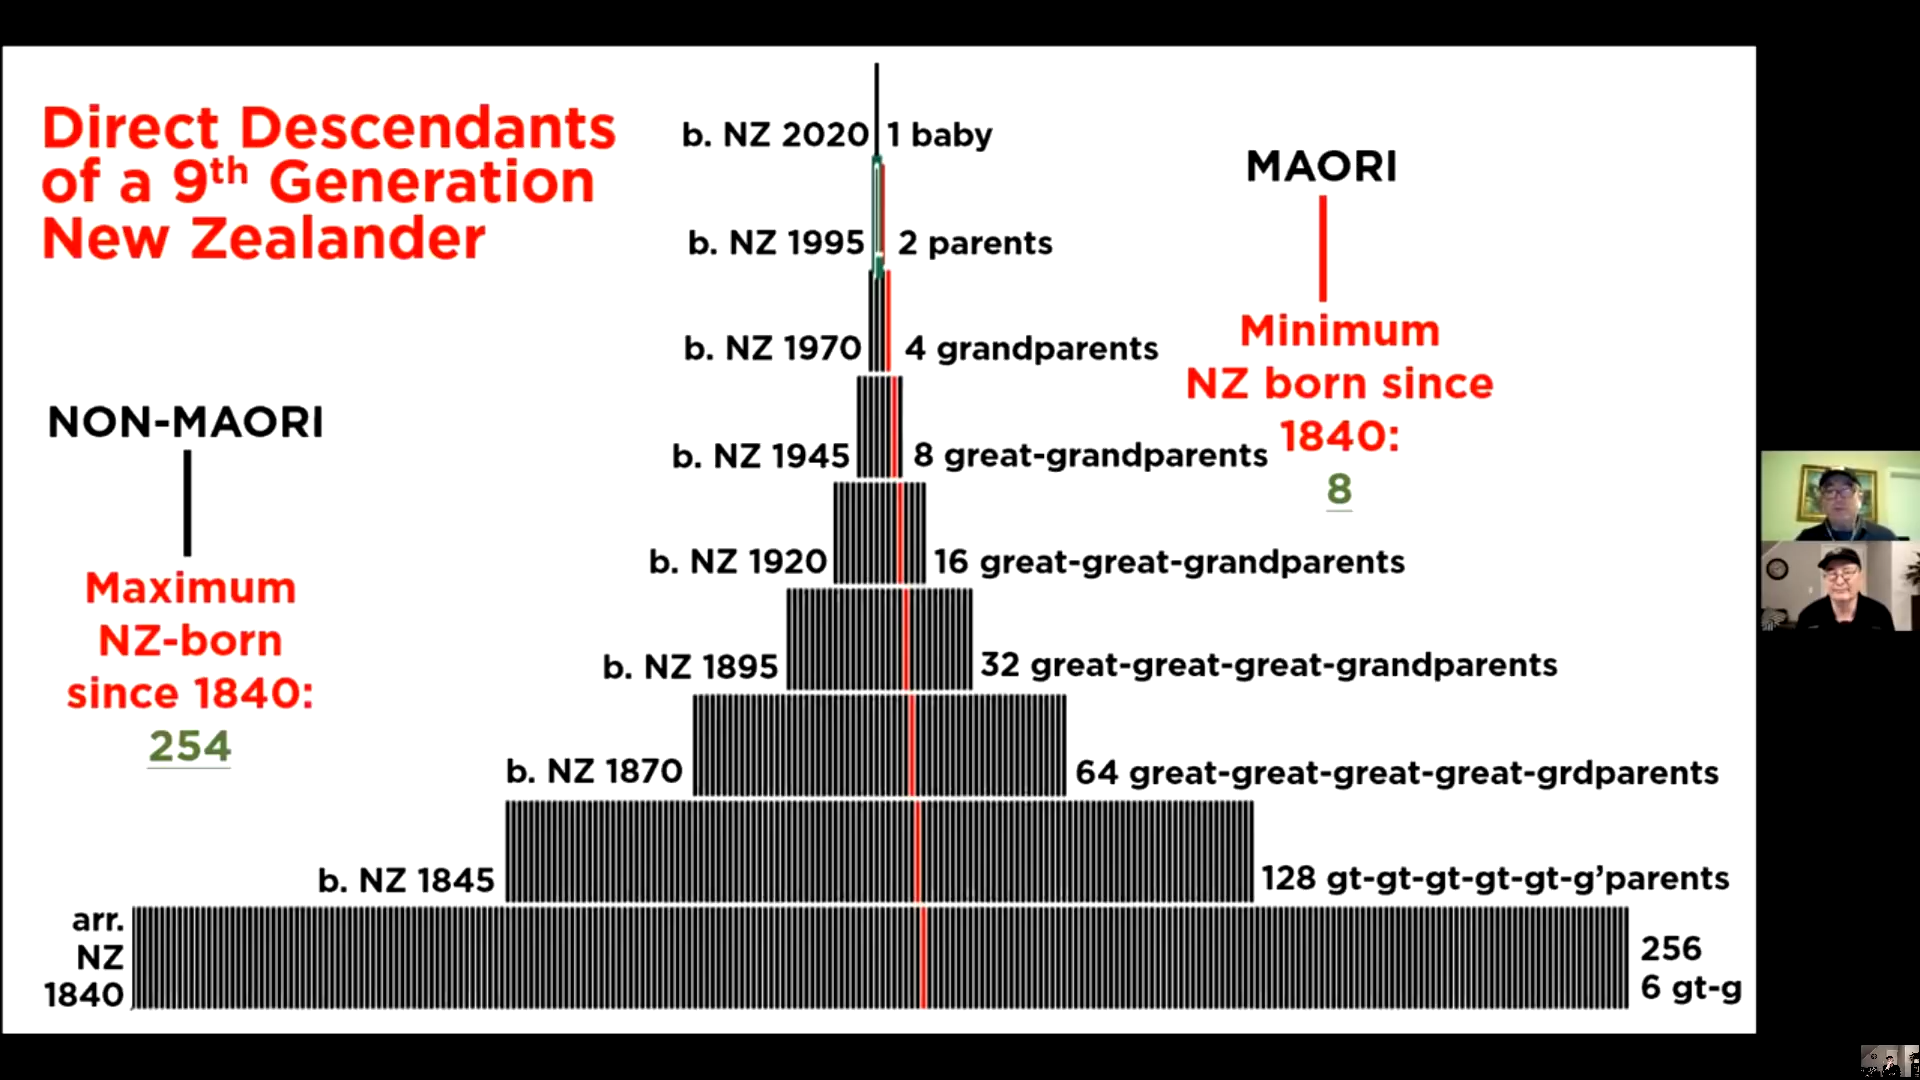 Direct Descendants
of a 9th Generation
New Zealander
b. NZ 2020 1 baby
b. NZ 1995 2 parents
b. NZ 1970 4 grandparents
b. NZ 1945 8 great-grandparents
b. NZ 1920 16 great-great-grandparents
b. NZ 1895 32 great-great-great-grandparents
b. NZ 1870 64 great-great-great-great-grdparents
b. NZ 1845 128 gt-gt-gt-gt-gt-g’parents
arr.
NZ
1840
256
6 gt-g
NON-MAORI
Maximum
NZ-born
since 1840:
254
MAORI
Minimum
NZ born since
1840:
8